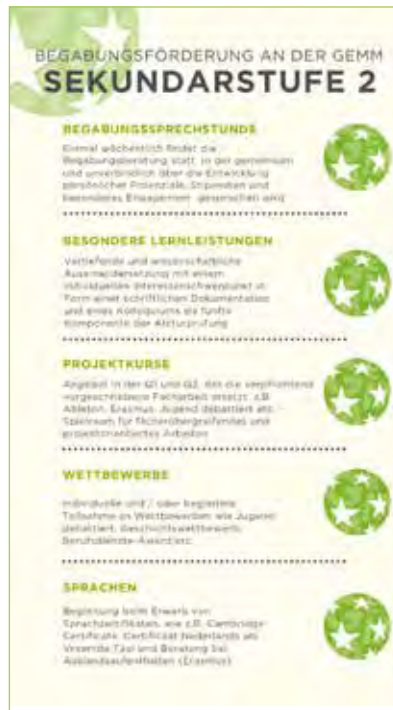 BEGABUNGSFÖRDERUNG AN DER GEMM
SEKUNDARSTUFE 2
BEGABUNGSSPRECHSTUNDE
Einmal wöchentlich findet die
Begabungsberatung statt, in der gemeinsam
und unverbindlich über die Entwicklung
persönlicher Potenziale, Stipendien und
besonderes Engagement gesprochen wird
BESONDERE LERNLEISTUNGEN
Vertiefende und wissenschaftliche
Auseinandersetzung mit einem
individuellen Interessenschwerpunkt in
Form einer schriftlichen Dokumentation
und eines Kolloquiums als fünfte
Komponente der Abiturprüfung
PROJEKTKURSE
Angebot in der Q1 und Q2, das die verpflichtend
vorgeschriebene Facharbeit ersetzt, z.B.
Ableton, Erasmus, Jugend debattiert etc.
Spielraum für fächerübergreifendes und
projektorientiertes Arbeiten
WETTBEWERBE
Individuelle und / oder begleitete
Teilnahme an Wettbewerben wie Jugend
debattiert, Geschichtswettbewerb,
etc.
SPRACHEN
Begleitung beim Erwerb von
Sprachzertifikaten, wie z.B. Cambridge
Certificate, Certificaat Nederlands als
Vreemde Taal und Beratung bei
Auslandsaufenthalten (Erasmus)